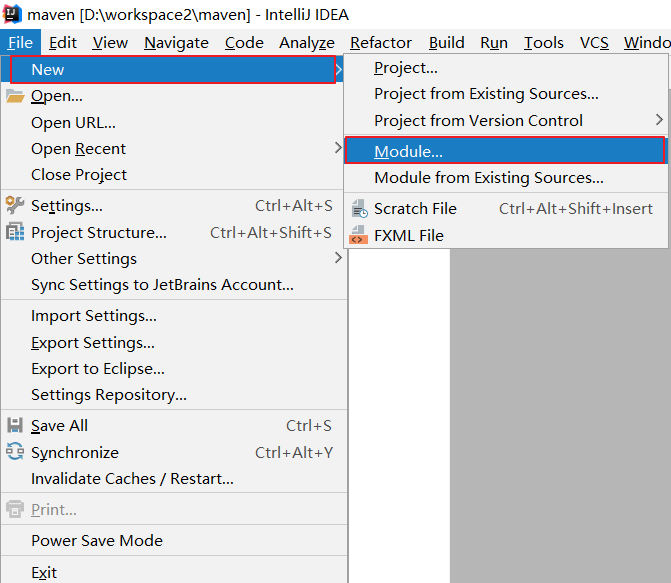 maven [D:\workspace2\maven] - IntelliJ IDEA
File Edit View Navigate Code Analyze Refactor Build Run Tools VCS Windo
New
Open...
Open URL...
Open Recent
Close Project
Settings... Ctrl+Alt+S
Project Structure... Ctrl+Alt+Shift+S
Other Settings
Sync Settings to JetBrains Account...
Import Settings...
Export Settings...
Export to Eclipse...
Settings Repository...
Save All Ctrl+S
Synchronize Ctrl+Alt+Y
Invalidate Caches / Restart...
Print...
Power Save Mode
Exit
Project...
Project from Existing Sources...
Project from Version Control
Module...
Module from Existing Sources...
Scratch File Ctrl+Alt+Shift+Insert
FXML File